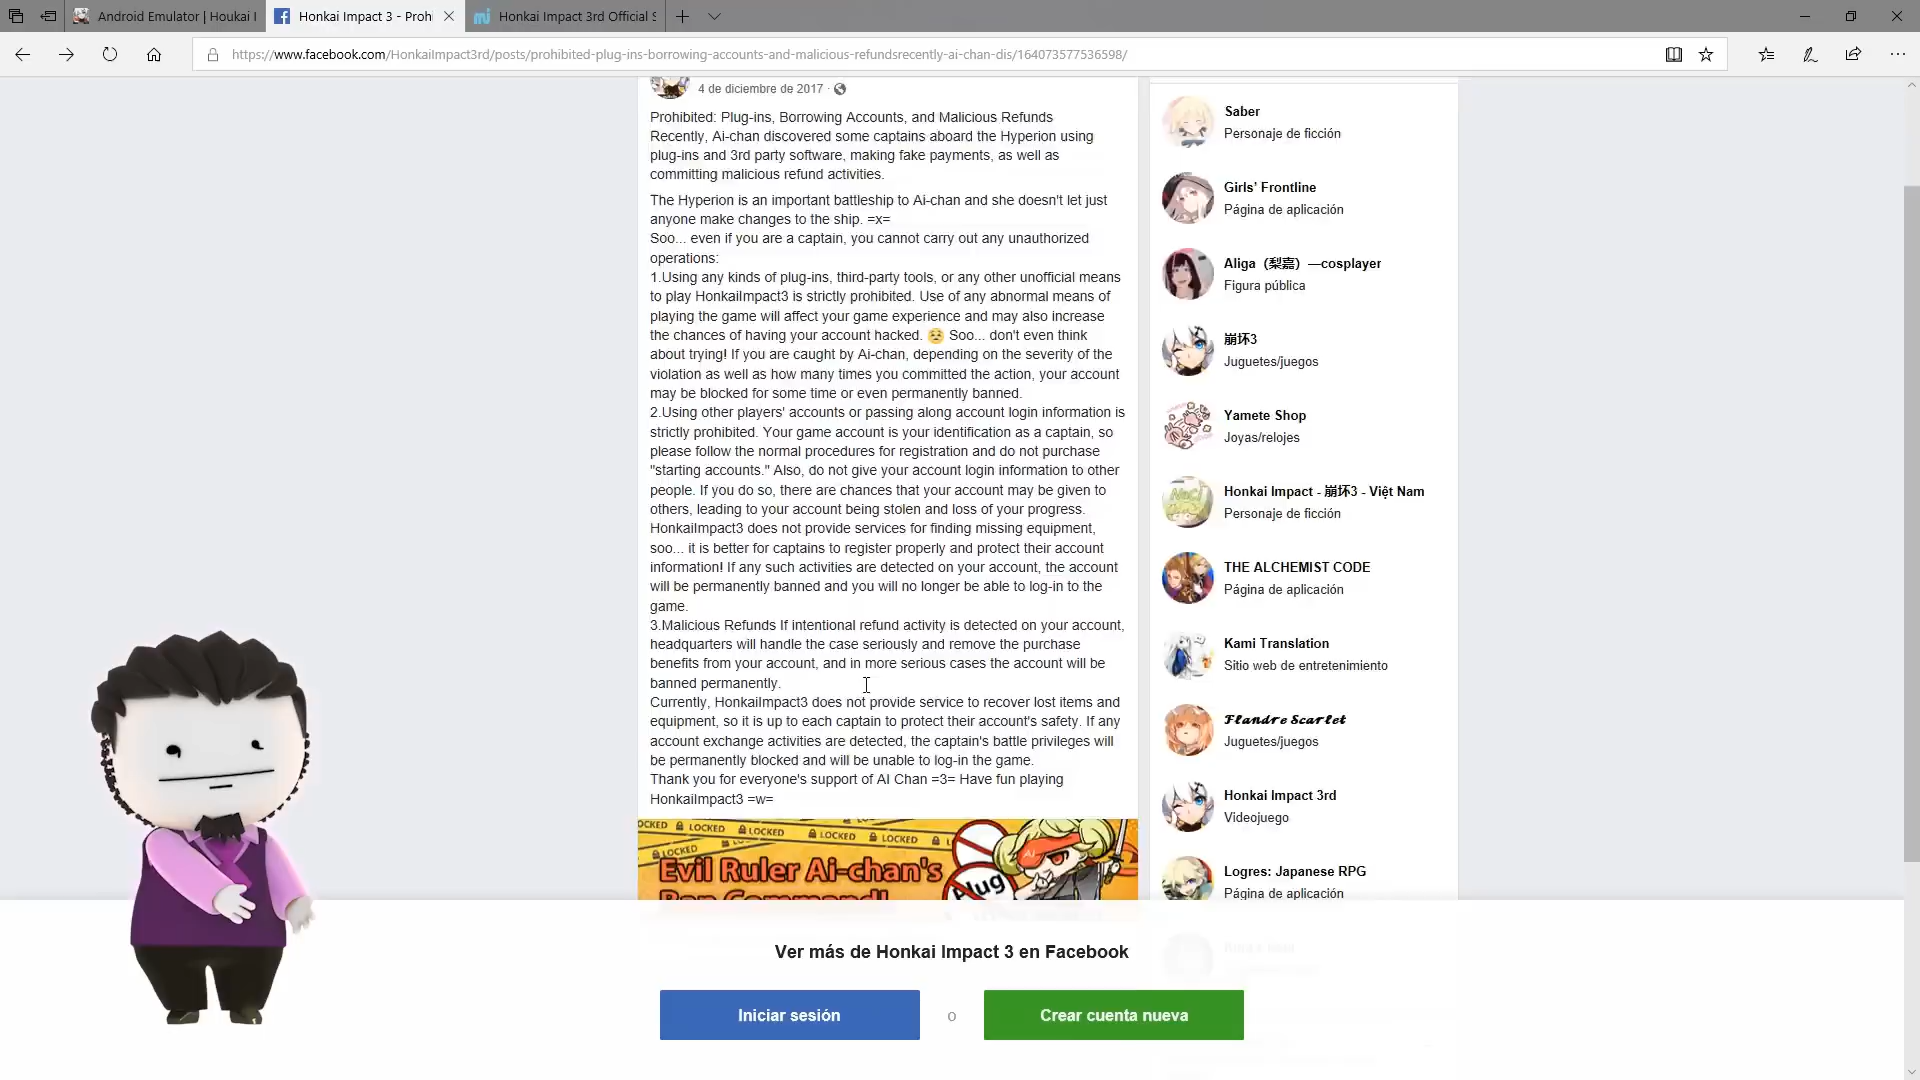 Android Emulator | Houkai I
Honkai Impact 3 - Prohi
Honkai Impact 3rd Official S
https://www.facebook.com/HonkaiImpact3rd/posts/prohibited-plug-ins-borrowing-accounts-and-malicious-refundsrecently-ai-chan-dis/164073577536598/
4 de diciembre de 2017 ·
Prohibited: Plug-ins, Borrowing Accounts, and Malicious Refunds
Recently, Ai-chan discovered some captains aboard the Hyperion using
plug-ins and 3rd party software, making fake payments, as well as
committing malicious refund activities.
The Hyperion is an important battleship to Ai-chan and she doesn't let just
anyone make changes to the ship. =x=
Soo... even if you are a captain, you cannot carry out any unauthorized
operations:
1.Using any kinds of plug-ins, third-party tools, or any other unofficial means
to play HonkaiImpact3 is strictly prohibited. Use of any abnormal means of
playing the game will affect your game experience and may also increase
the chances of having your account hacked. 😣 Soo... don't even think
about trying! If you are caught by Ai-chan, depending on the severity of the
violation as well as how many times you committed the action, your account
may be blocked for some time or even permanently banned.
2.Using other players' accounts or passing along account login information is
strictly prohibited. Your game account is your identification as a captain, so
please follow the normal procedures for registration and do not purchase
"starting accounts." Also, do not give your account login information to other
people. If you do so, there are chances that your account may be given to
others, leading to your account being stolen and loss of your progress.
HonkaiImpact3 does not provide services for finding missing equipment,
soo... it is better for captains to register properly and protect their account
information! If any such activities are detected on your account, the account
will be permanently banned and you will no longer be able to log-in to the
game.
3.Malicious Refunds If intentional refund activity is detected on your account,
headquarters will handle the case seriously and remove the purchase
benefits from your account, and in more serious cases the account will be
banned permanently.
Currently, HonkaiImpact3 does not provide service to recover lost items and
equipment, so it is up to each captain to protect their account's safety. If any
account exchange activities are detected, the captain's battle privileges will
be permanently blocked and will be unable to log-in the game.
Thank you for everyone's support of AI Chan =3= Have fun playing
HonkaiImpact3 =w=
OCKED LOCKED LOCKED LOCKED LOCKED
LOCKED
AI
Evil Ruler Ai-chan's
Plug
Ban Command!
Saber
Personaje de ficción
Girls' Frontline
Página de aplicación
Aliga（梨嘉）—cosplayer
Figura pública
崩坏3
Juguetes/juegos
Yamete Shop
Joyas/relojes
Honkai Impact - 崩坏3 - Việt Nam
Personaje de ficción
THE ALCHEMIST CODE
Página de aplicación
Kami Translation
Sitio web de entretenimiento
𝓕𝓵𝓪𝓷𝓭𝓻𝓮 𝓢𝓬𝓪𝓻𝓵𝓮𝓽
Juguetes/juegos
Honkai Impact 3rd
Videojuego
Logres: Japanese RPG
Página de aplicación
Ver más de Honkai Impact 3 en Facebook
Iniciar sesión
o
Crear cuenta nueva